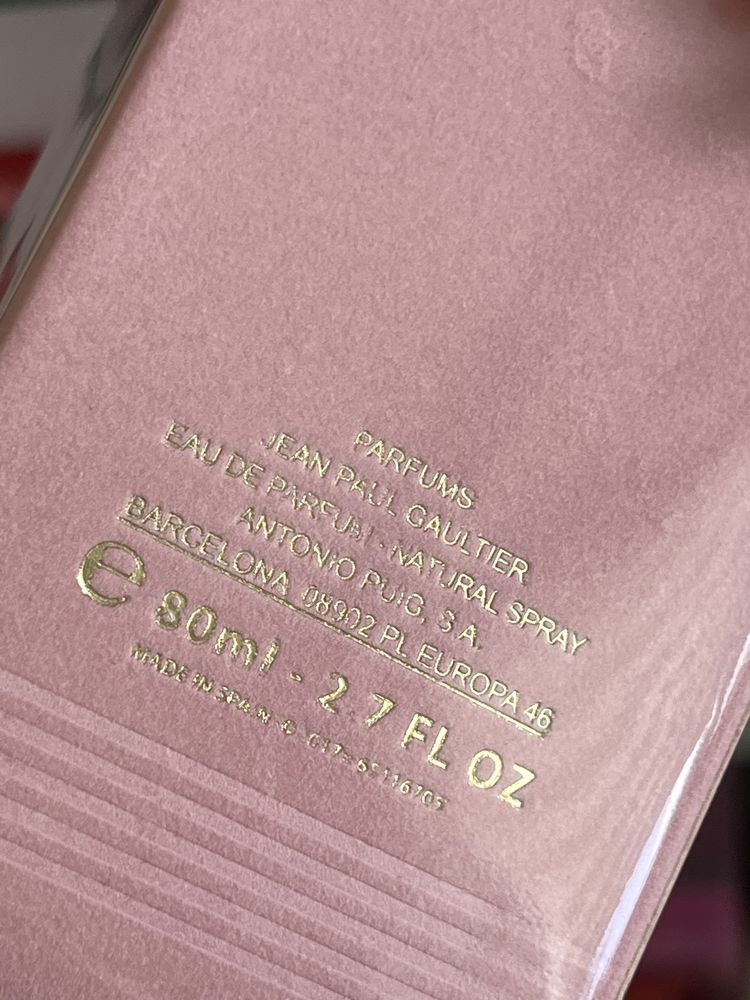 PARFUMS
JEAN PAUL GAULTIER
EAU DE PARFUM - NATURAL SPRAY
ANTONIO PUIG, S.A.
BARCELONA 08902 PL EUROPA 46
e 80ml - 2.7 FL OZ
MADE IN SPAIN